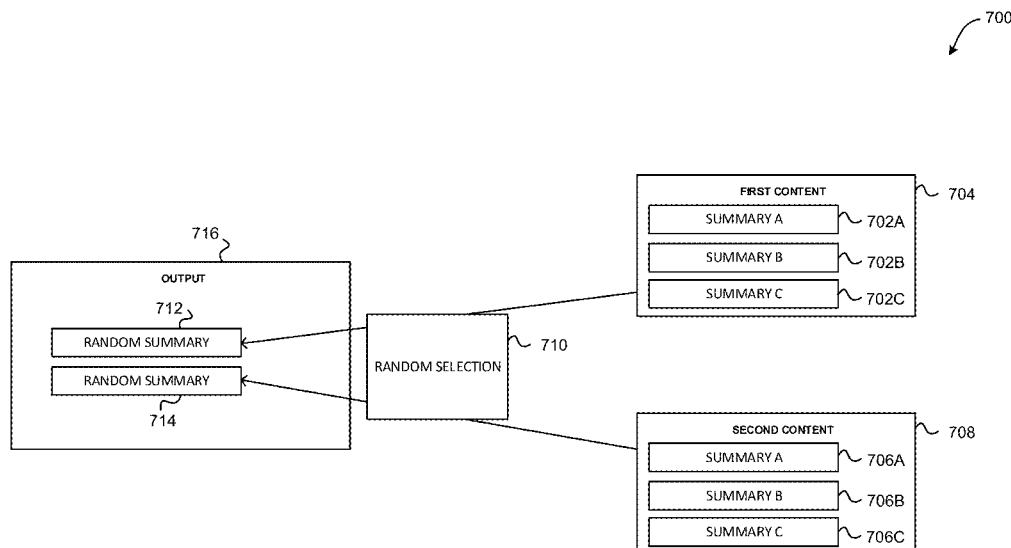 700
FIRST CONTENT
704
SUMMARY A
702A
SUMMARY B
702B
SUMMARY C
702C
716
OUTPUT
712
RANDOM SUMMARY
RANDOM SUMMARY
714
RANDOM SELECTION
710
SECOND CONTENT
708
SUMMARY A
706A
SUMMARY B
706B
SUMMARY C
706C